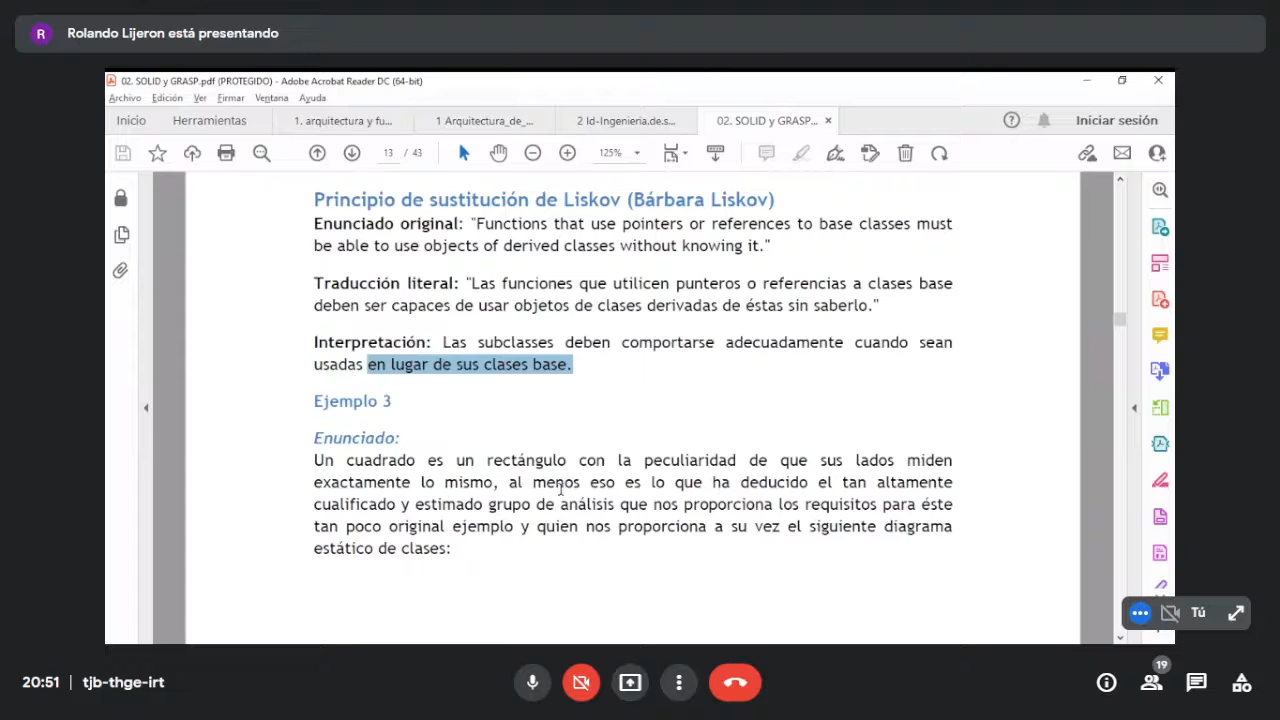 R Rolando Lijeron está presentando
02. SOLID y GRASP.pdf (PROTEGIDO) - Adobe Acrobat Reader DC (64-bit)
Archivo Edición Ver Firmar Ventana Ayuda
Inicio Herramientas 1. arquitectura y fu... 1 Arquitectura_de_... 2 Id-Ingenieria.de.s... 02. SOLID y GRASP... × Iniciar sesión
13 / 43 125%
Principio de sustitución de Liskov (Bárbara Liskov)
Enunciado original: "Functions that use pointers or references to base classes must
be able to use objects of derived classes without knowing it."
Traducción literal: "Las funciones que utilicen punteros o referencias a clases base
deben ser capaces de usar objetos de clases derivadas de éstas sin saberlo."
Interpretación: Las subclasses deben comportarse adecuadamente cuando sean
usadas en lugar de sus clases base.
Ejemplo 3
Enunciado:
Un cuadrado es un rectángulo con la peculiaridad de que sus lados miden
exactamente lo mismo, al menos eso es lo que ha deducido el tan altamente
cualificado y estimado grupo de análisis que nos proporciona los requisitos para éste
tan poco original ejemplo y quien nos proporciona a su vez el siguiente diagrama
estático de clases:
Tú
20:51 | tjb-thge-irt
19